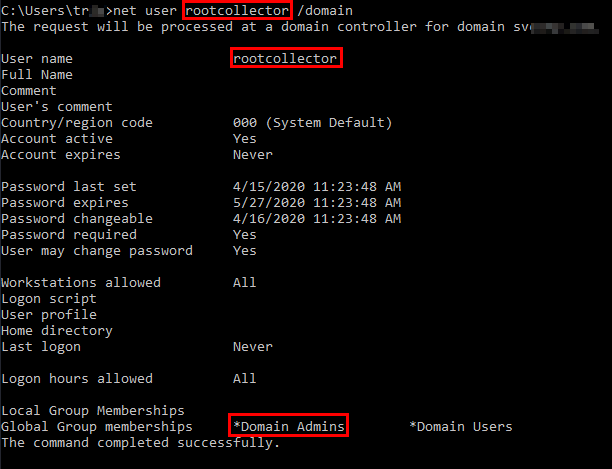 C:\Users\tr >net user rootcollector /domain
The request will be processed at a domain controller for domain
User name rootcollector
Full Name
Comment
User's comment
Country/region code 000 (System Default)
Account active Yes
Account expires Never
Password last set 4/15/2020 11:23:48 AM
Password expires 5/27/2020 11:23:48 AM
Password changeable 4/16/2020 11:23:48 AM
Password required Yes
User may change password Yes
Workstations allowed All
Logon script
User profile
Home directory
Last logon Never
Logon hours allowed All
Local Group Memberships
Global Group memberships *Domain Admins *Domain Users
The command completed successfully.